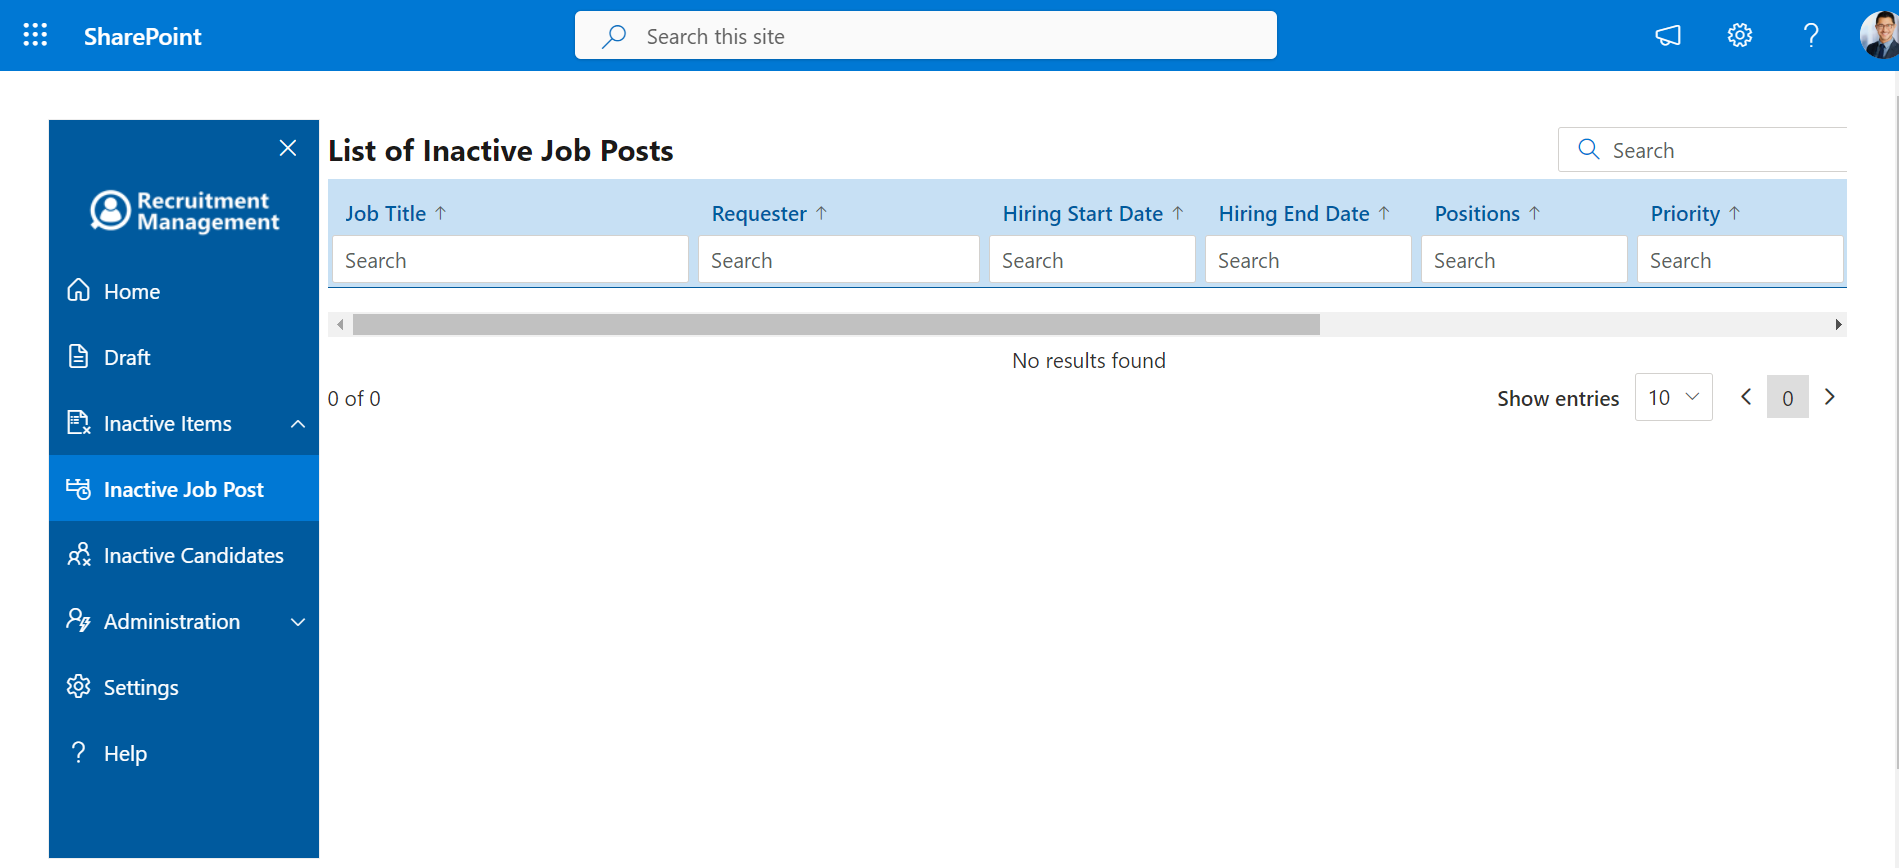 SharePoint
Search this site
Recruitment
Management
Home
Draft
Inactive Items
Inactive Job Post
Inactive Candidates
Administration
Settings
Help
List of Inactive Job Posts
Search
Job Title Requester Hiring Start Date Hiring End Date Positions Priority
Search Search Search Search Search Search
No results found
0 of 0
Show entries 10 0